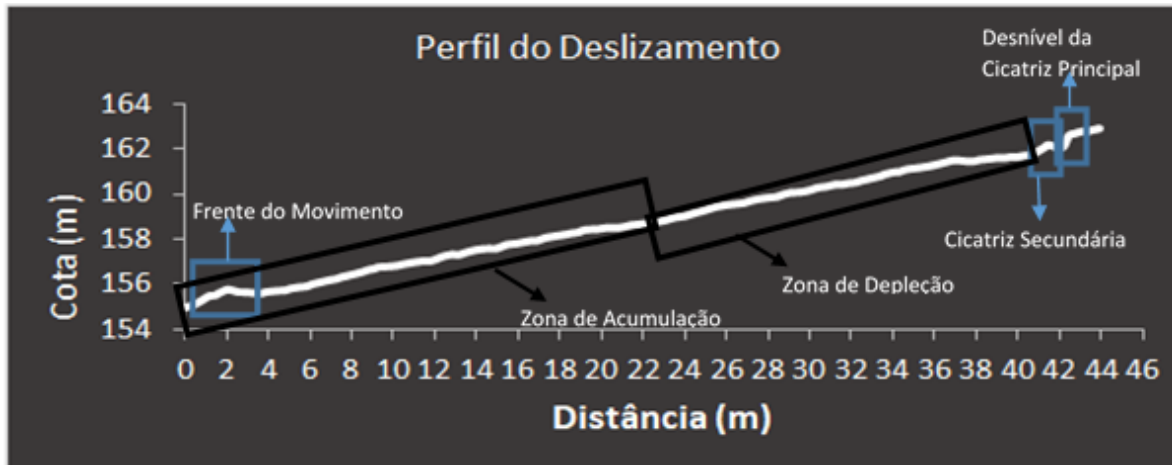 Perfil do Deslizamento
Desnível da
Cicatriz Principal
Frente do Movimento
Cicatriz Secundária
Zona de Depleção
Zona de Acumulação
Cota (m)
164
162
160
158
156
154
0 2 4 6 8 10 12 14 16 18 20 22 24 26 28 30 32 34 36 38 40 42 44 46
Distância (m)